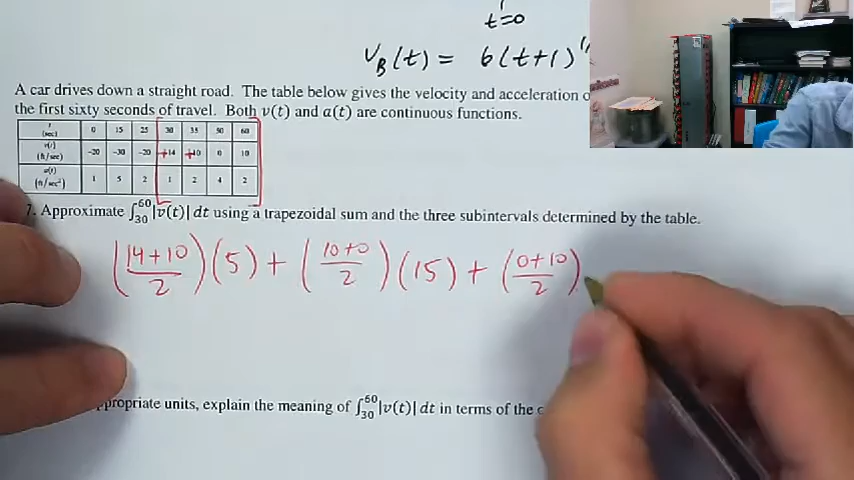 t=0
V_B(t) = 6(t+1)
A car drives down a straight road. The table below gives the velocity and acceleration o
the first sixty seconds of travel. Both v(t) and a(t) are continuous functions.
t (sec) 0 15 25 30 35 50 60
v(t) (ft/sec) -20 -30 -20 +14 +10 0 10
a(t) (ft/sec²) 1 5 2 1 2 4 2
7. Approximate ∫₃₀⁶⁰|v(t)| dt using a trapezoidal sum and the three subintervals determined by the table.
((14+10)/2)(5) + ((10+0)/2)(15) + ((0+10)/2)
propriate units, explain the meaning of ∫₃₀⁶⁰|v(t)| dt in terms of the c